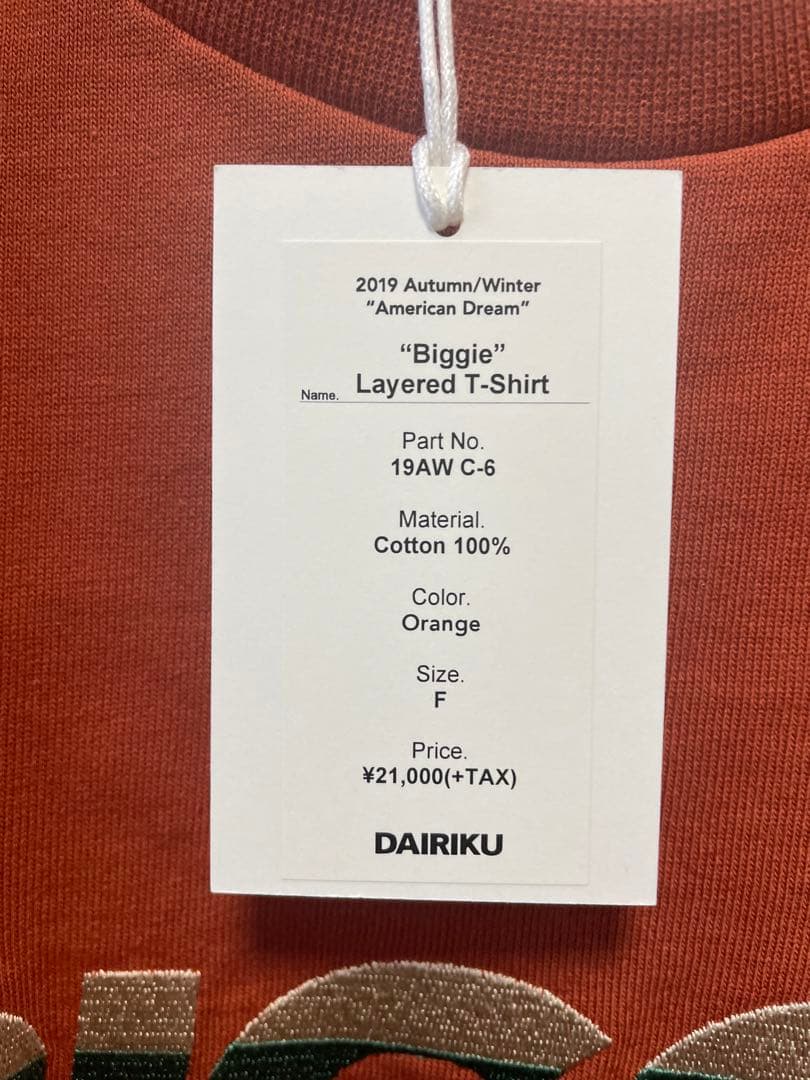 2019 Autumn/Winter
“American Dream”
“Biggie”
Name. Layered T-Shirt
Part No.
19AW C-6
Material.
Cotton 100%
Color.
Orange
Size.
F
Price.
¥21,000(+TAX)
DAIRIKU